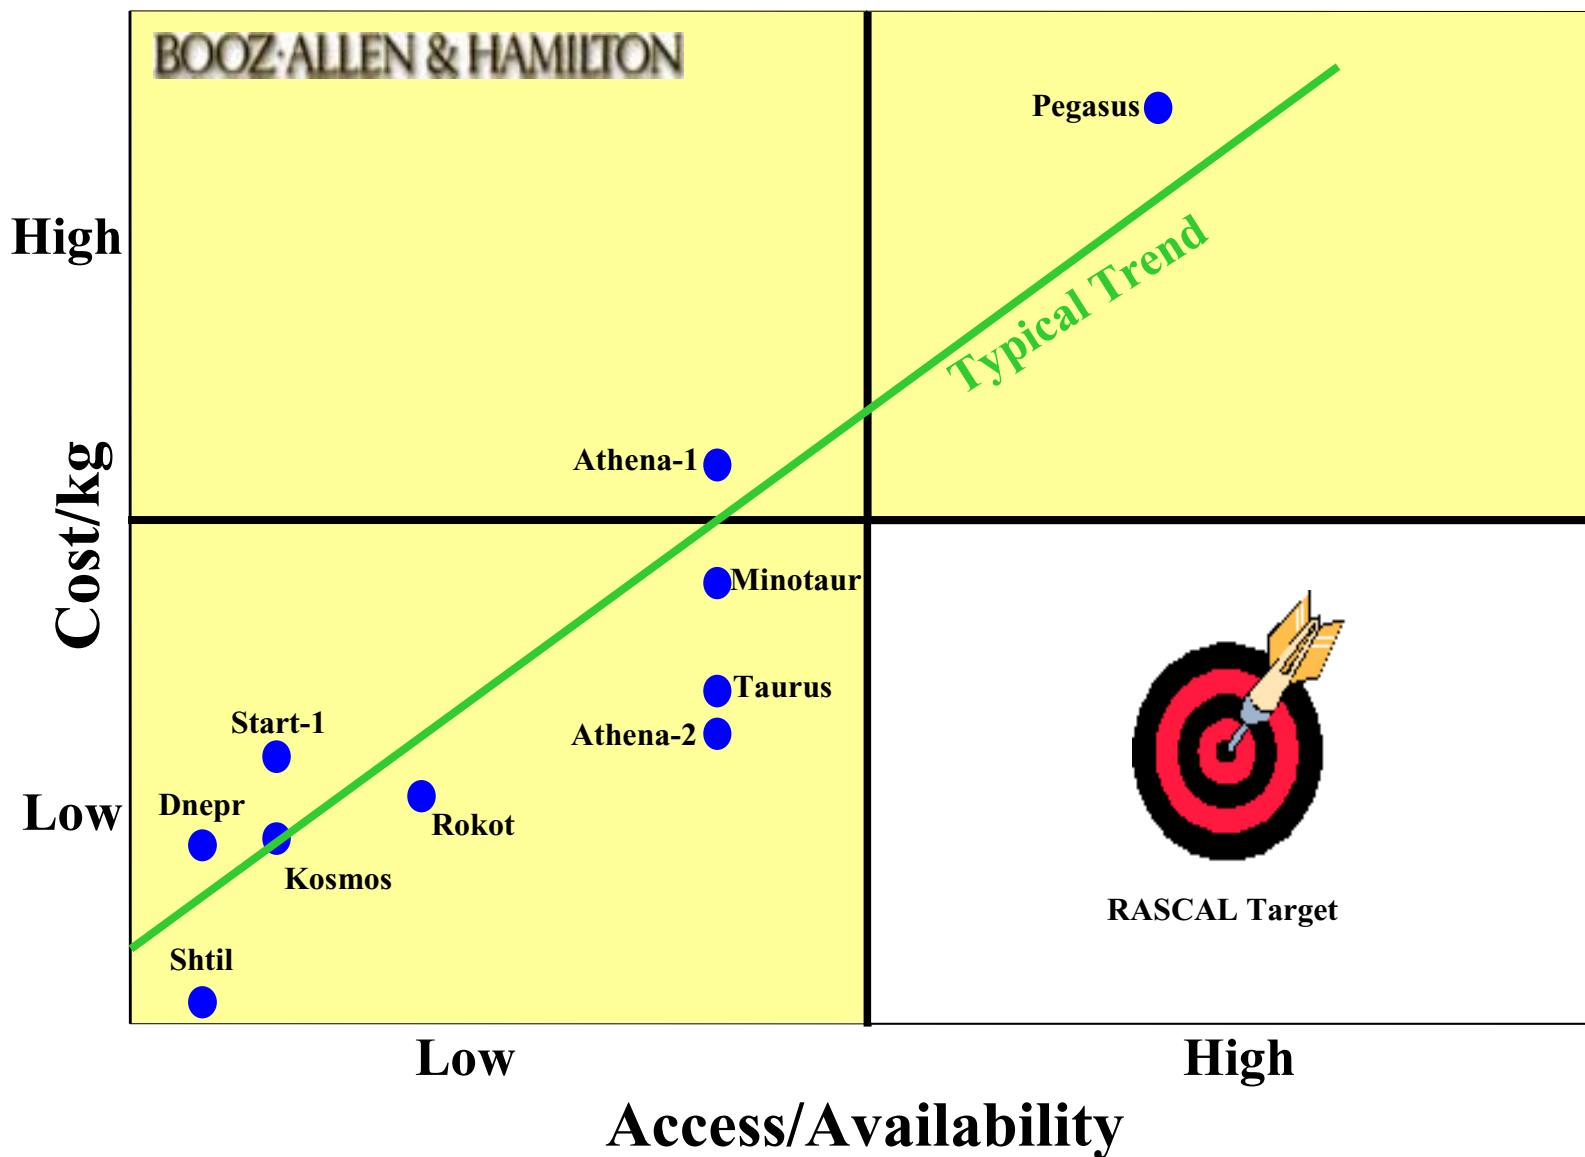 BOOZ·ALLEN & HAMILTON
Pegasus
High
Typical Trend
Athena-1
Cost/kg
Minotaur
Taurus
Start-1
Athena-2
Dnepr
Low
Rokot
Kosmos
RASCAL Target
Shtil
Low
High
Access/Availability